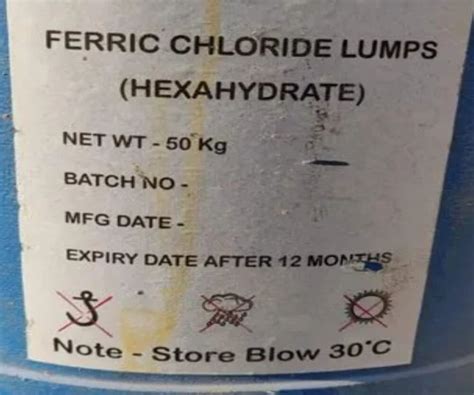 FERRIC CHLORIDE LUMPS
(HEXAHYDRATE)
NET WT - 50 Kg
BATCH NO -
MFG DATE -
EXPIRY DATE AFTER 12 MONTHS
Note - Store Blow 30°C